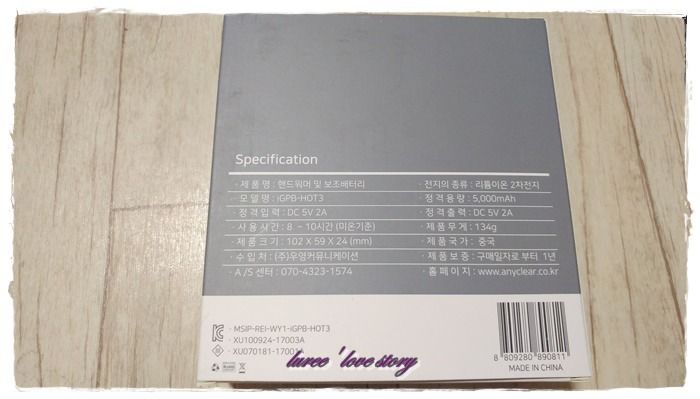 Specification
· 제 품 명 : 핸드워머 및 보조배터리 · 전지의 종류 : 리튬이온 2차전지
· 모 델 명 : iGPB-HOT3 · 정 격 용 량 : 5,000mAh
· 정 격 입 력 : DC 5V 2A · 정 격 출 력 : DC 5V 2A
· 사 용 시 간 : 8 ~ 10시간 (미온기준) · 제 품 무 게 : 134g
· 제 품 크 기 : 102 X 59 X 24 (mm) · 제 품 국 가 : 중국
· 수 입 처 : (주)우영커뮤니케이션 · 제 품 보 증 : 구매일자로 부터 1년
· A /S 센터 : 070-4323-1574 · 홈 페 이 지 : www.anyclear.co.kr
· MSIP-REI-WY1-iGPB-HOT3
· XU100924-17003A
· XU070181-17001A
8 809280 890811
MADE IN CHINA
luree 'love story